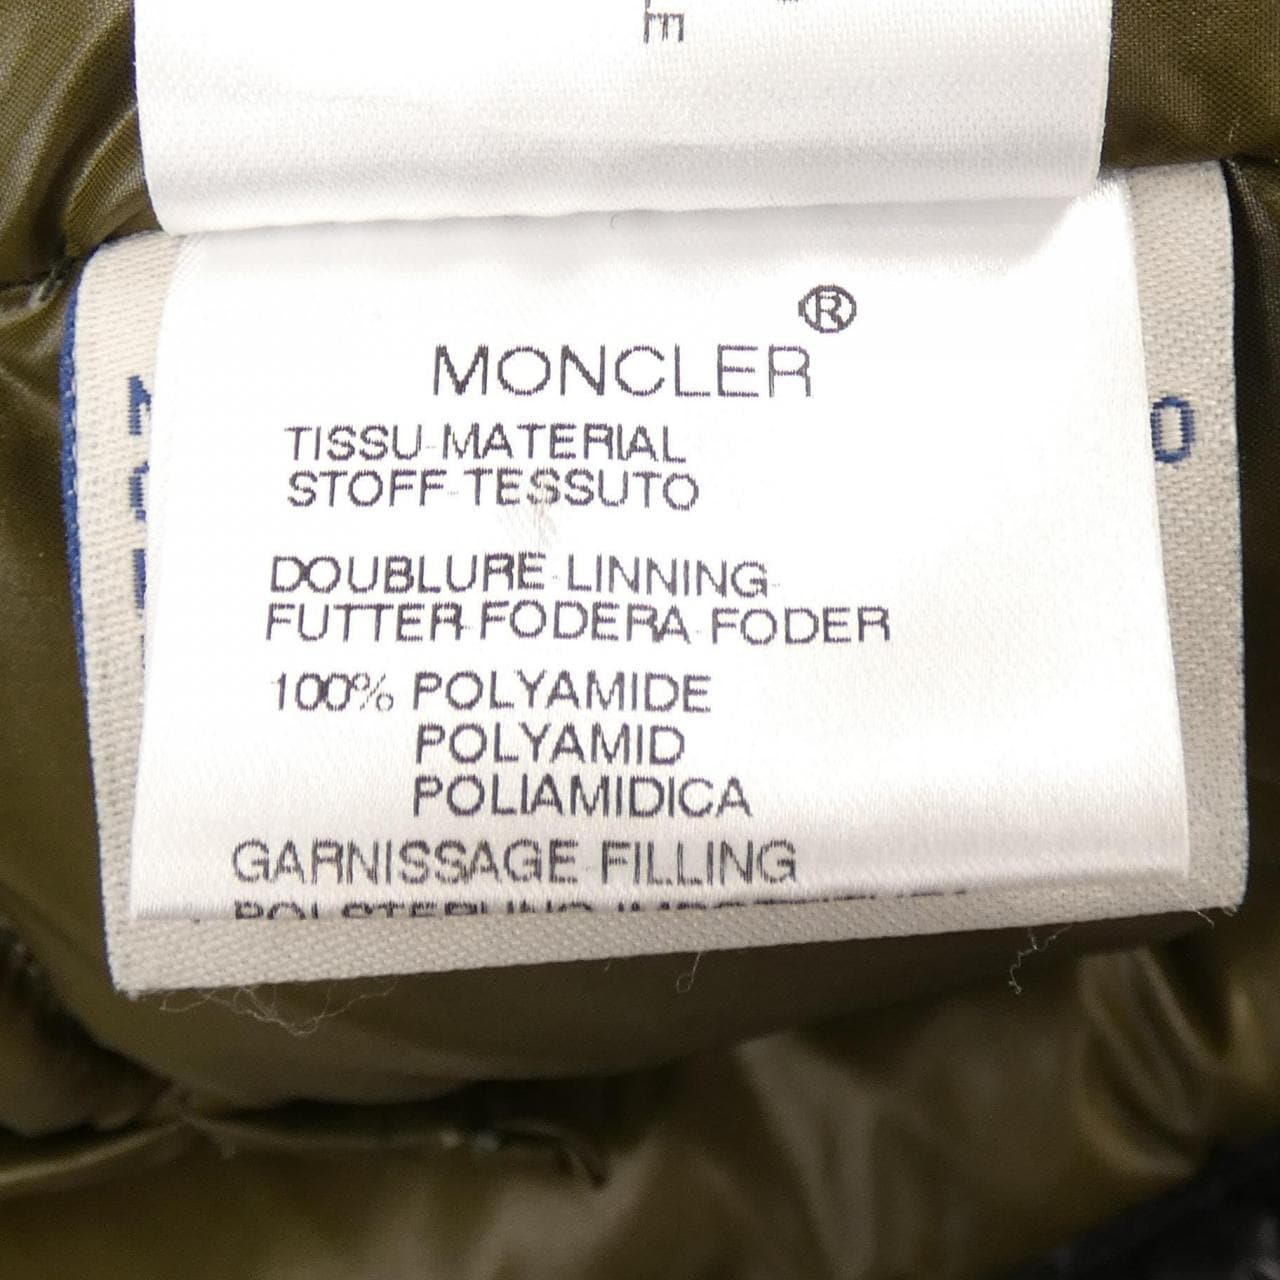 E
®
MONCLER
TISSU-MATERIAL
STOFF-TESSUTO
DOUBLURE-LINNING-
FUTTER-FODERA-FODER
100% POLYAMIDE
POLYAMID
POLIAMIDICA
GARNISSAGE-FILLING
O